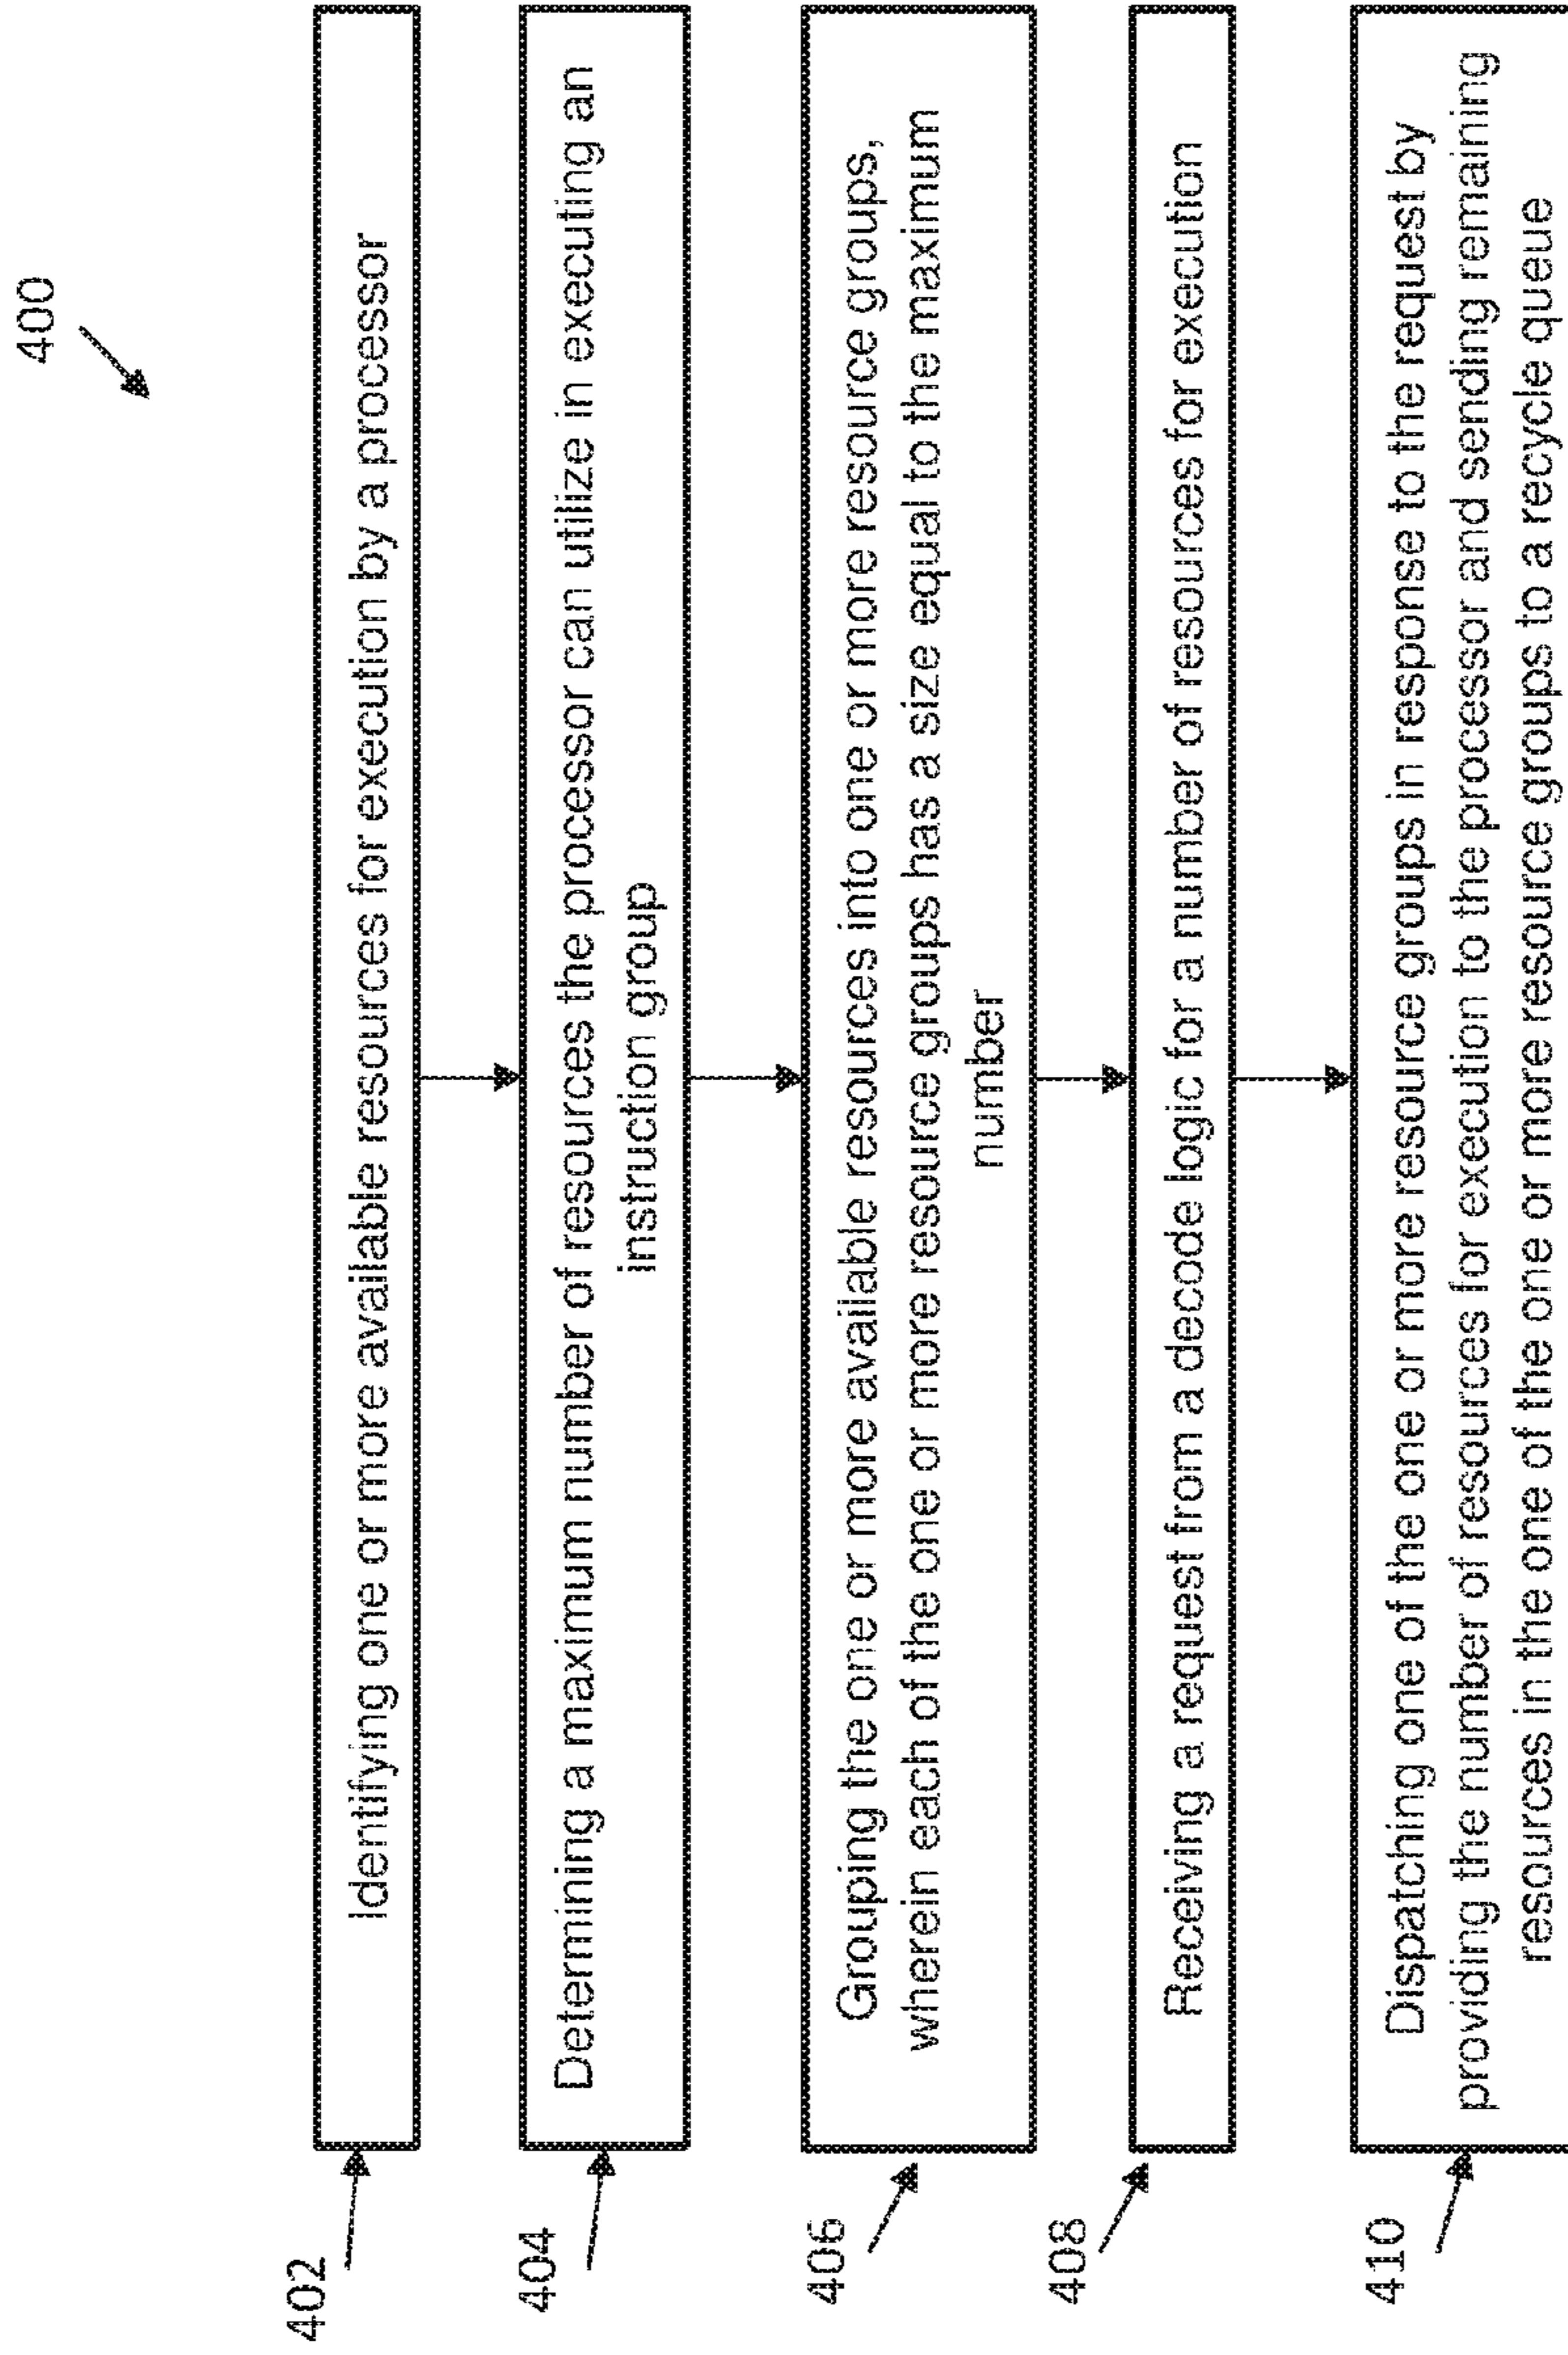 400
402
Identifying one or more available resources for execution by a processor
404
Determining a maximum number of resources the processor can utilize in executing an
instruction group
406
Grouping the one or more available resources into one or more resource groups,
wherein each of the one or more resource groups has a size equal to the maximum
number
408
Receiving a request from a decode logic for a number of resources for execution
410
Dispatching one of the one or more resource groups in response to the request by
providing the number of resources for execution to the processor and sending remaining
resources in the one of the one or more resource groups to a recycle queue